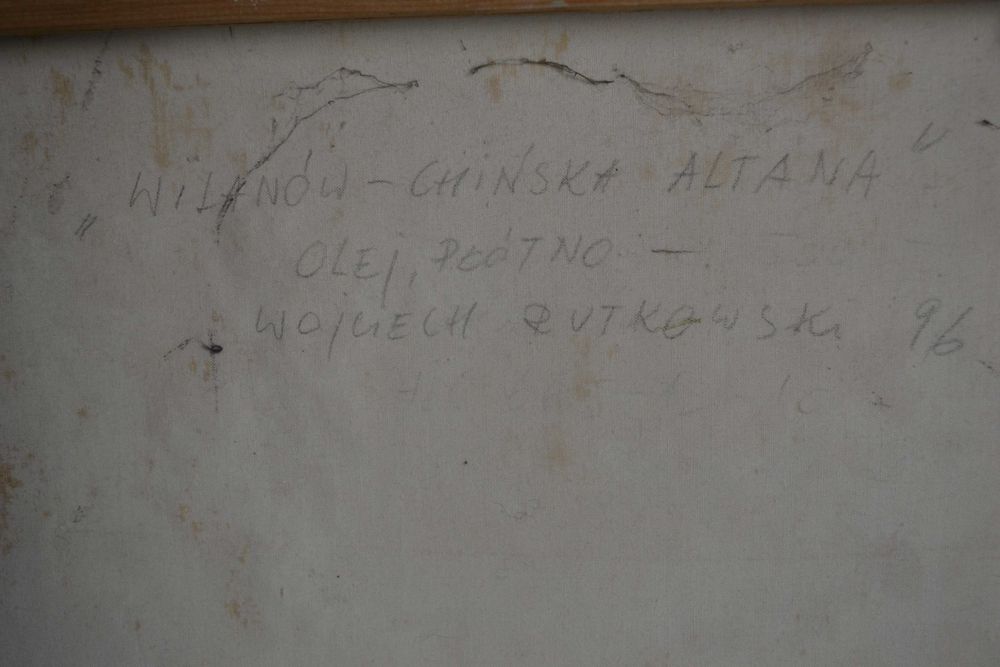 „WILANÓW – CHIŃSKA ALTANA”
OLEJ, PŁÓTNO –
WOJCIECH RUTKOWSKI 96